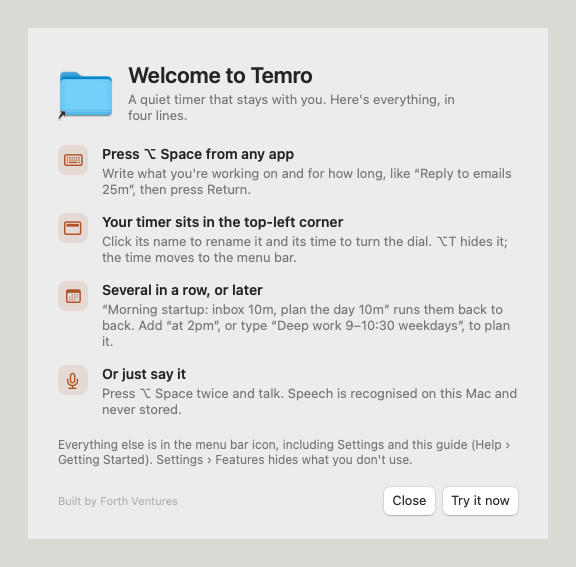 Welcome to Temro
A quiet timer that stays with you. Here's everything, in
four lines.
Press ⌥ Space from any app
Write what you're working on and for how long, like “Reply to emails
25m”, then press Return.
Your timer sits in the top-left corner
Click its name to rename it and its time to turn the dial. ⌥T hides it;
the time moves to the menu bar.
Several in a row, or later
“Morning startup: inbox 10m, plan the day 10m” runs them back to
back. Add “at 2pm”, or type “Deep work 9–10:30 weekdays”, to plan
it.
Or just say it
Press ⌥ Space twice and talk. Speech is recognised on this Mac and
never stored.
Everything else is in the menu bar icon, including Settings and this guide (Help ›
Getting Started). Settings › Features hides what you don't use.
Built by Forth Ventures
Close
Try it now